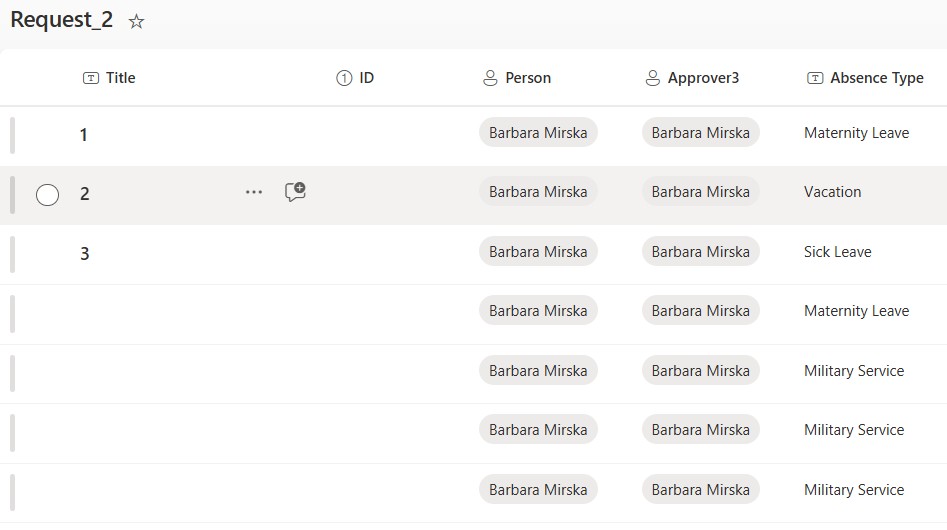 Request_2
Title ID Person Approver3 Absence Type
1 Barbara Mirska Barbara Mirska Maternity Leave
2 Barbara Mirska Barbara Mirska Vacation
3 Barbara Mirska Barbara Mirska Sick Leave
Barbara Mirska Barbara Mirska Maternity Leave
Barbara Mirska Barbara Mirska Military Service
Barbara Mirska Barbara Mirska Military Service
Barbara Mirska Barbara Mirska Military Service